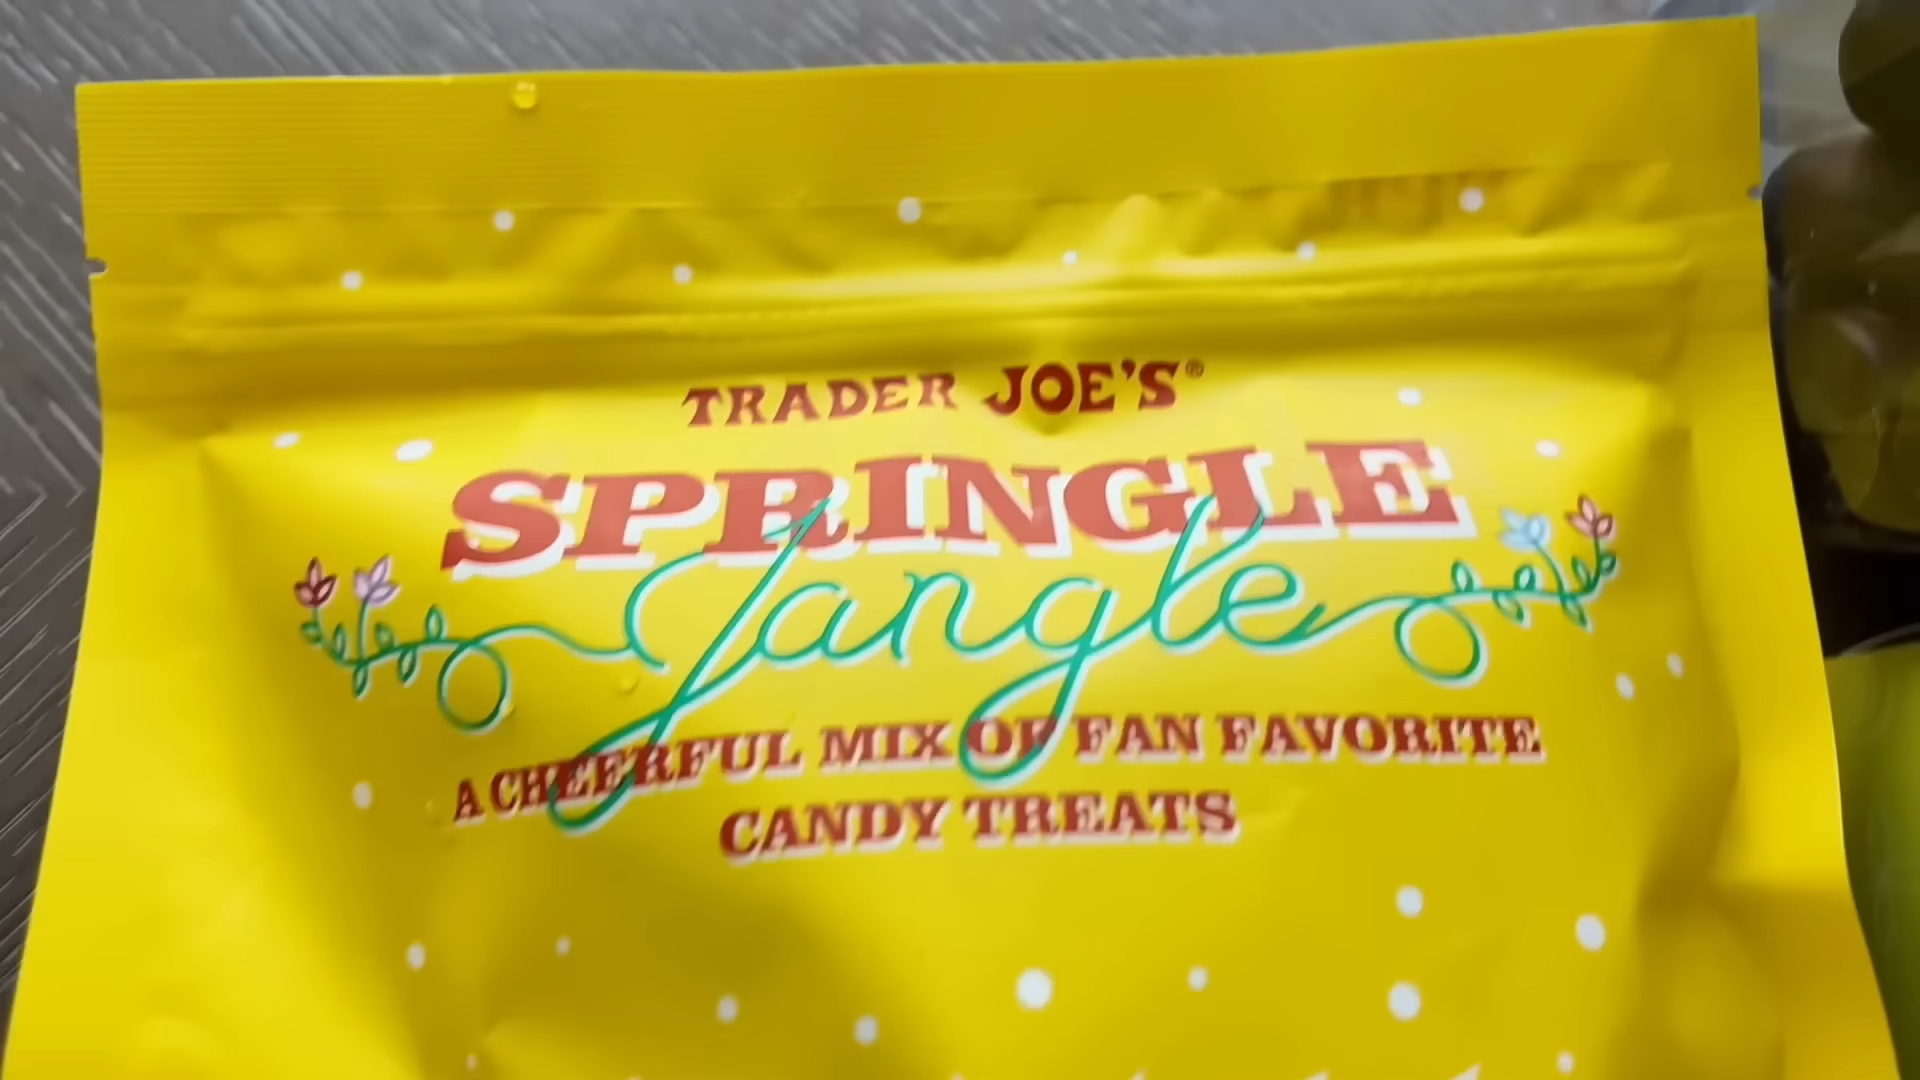 TRADER JOE'S®
SPRINGLE
Jangle
A CHEERFUL MIX OF FAN FAVORITE
CANDY TREATS